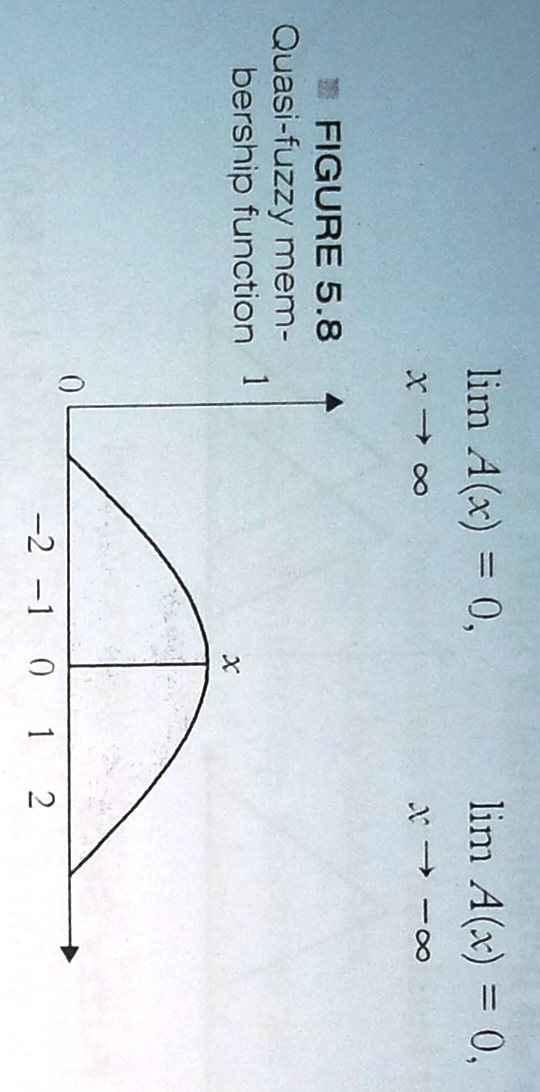 lim A(x) = 0,
x → ∞
lim A(x) = 0,
x → −∞
FIGURE 5.8
Quasi-fuzzy mem-
bership function
1
x
0
−2 −1 0 1 2